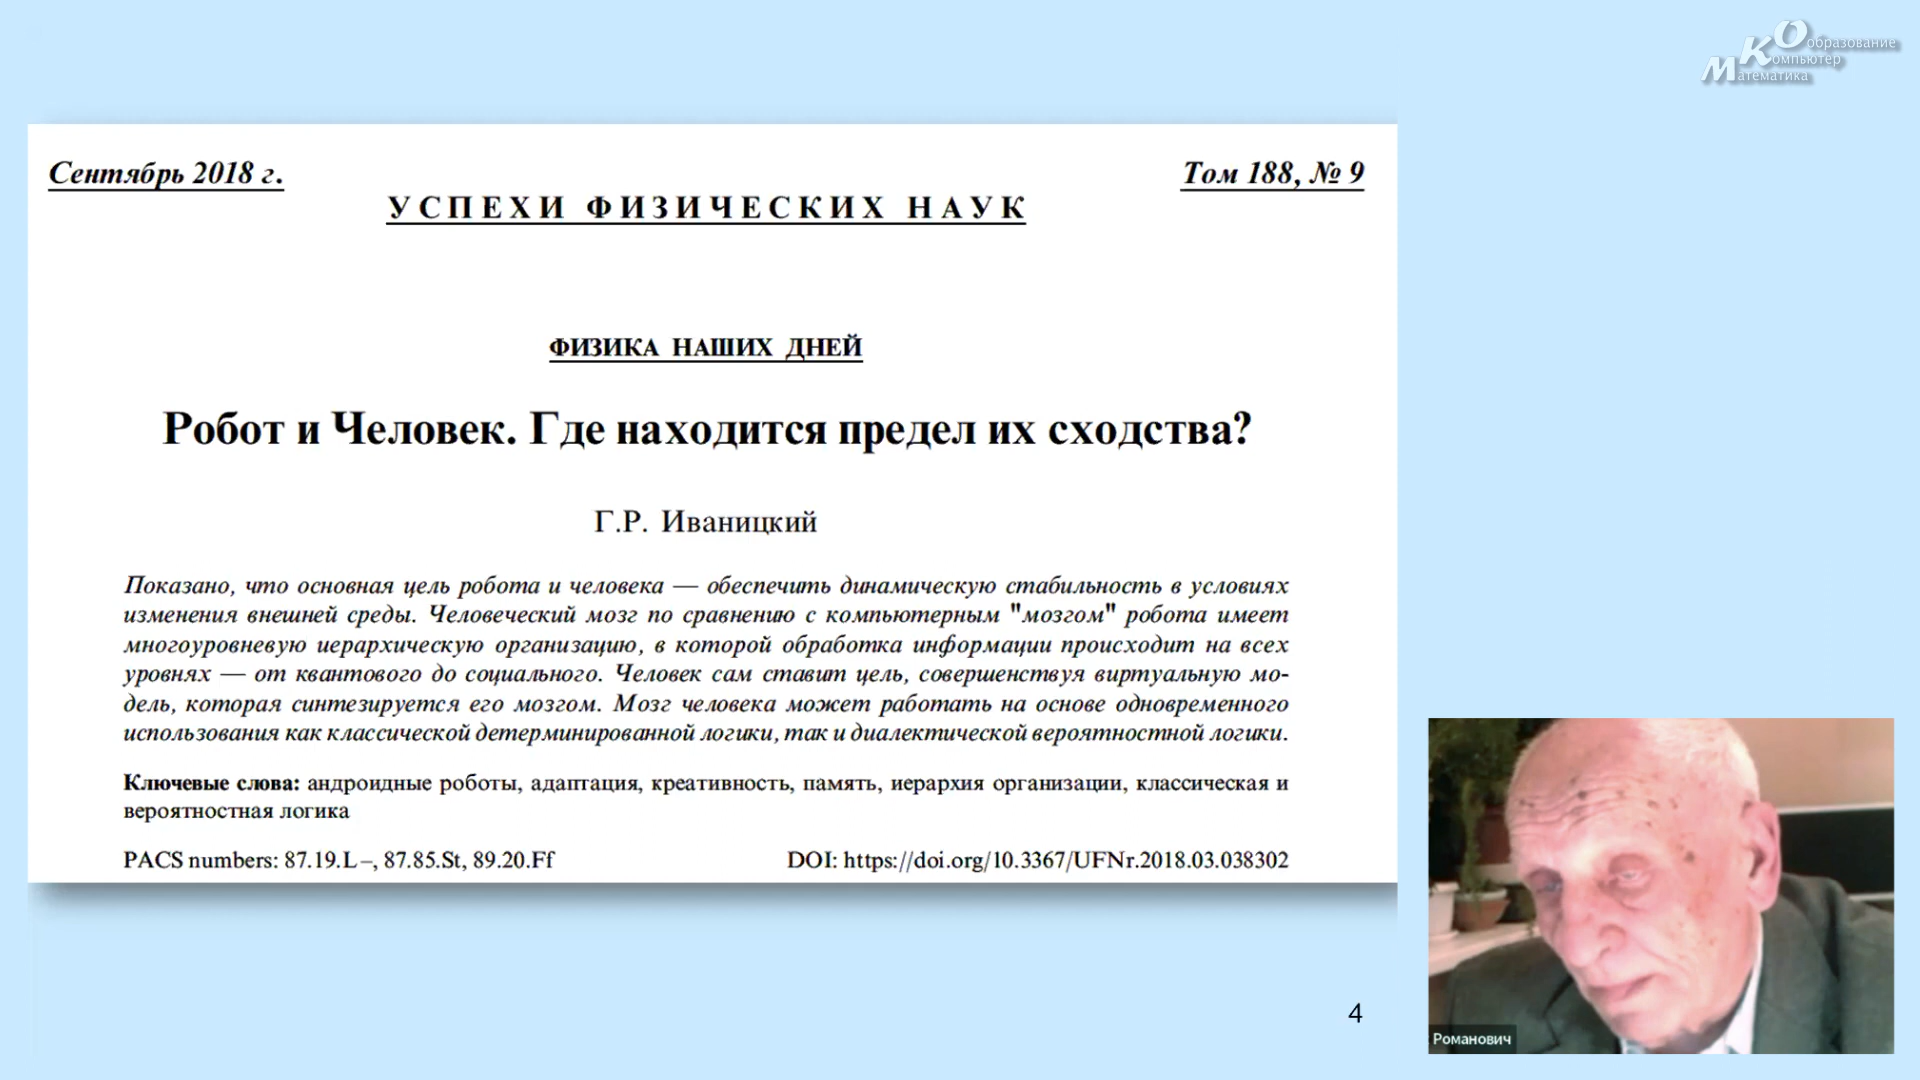 МКО
образование
компьютер
математика
Сентябрь 2018 г.
Том 188, № 9
УСПЕХИ ФИЗИЧЕСКИХ НАУК
ФИЗИКА НАШИХ ДНЕЙ
Робот и Человек. Где находится предел их сходства?
Г.Р. Иваницкий
Показано, что основная цель робота и человека — обеспечить динамическую стабильность в условиях
изменения внешней среды. Человеческий мозг по сравнению с компьютерным "мозгом" робота имеет
многоуровневую иерархическую организацию, в которой обработка информации происходит на всех
уровнях — от квантового до социального. Человек сам ставит цель, совершенствуя виртуальную мо-
дель, которая синтезируется его мозгом. Мозг человека может работать на основе одновременного
использования как классической детерминированной логики, так и диалектической вероятностной логики.
Ключевые слова: андроидные роботы, адаптация, креативность, память, иерархия организации, классическая и
вероятностная логика
PACS numbers: 87.19.L–, 87.85.St, 89.20.Ff
DOI: https://doi.org/10.3367/UFNr.2018.03.038302
4
Романович